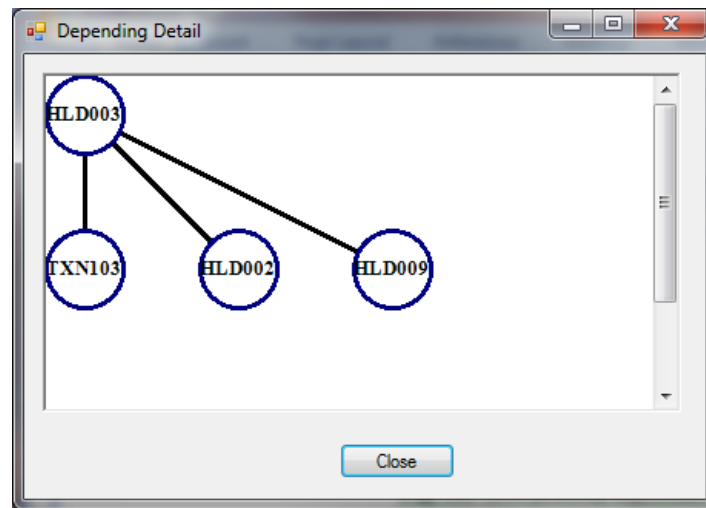 Depending Detail
HLD003
TXN103
HLD002
HLD009
Close